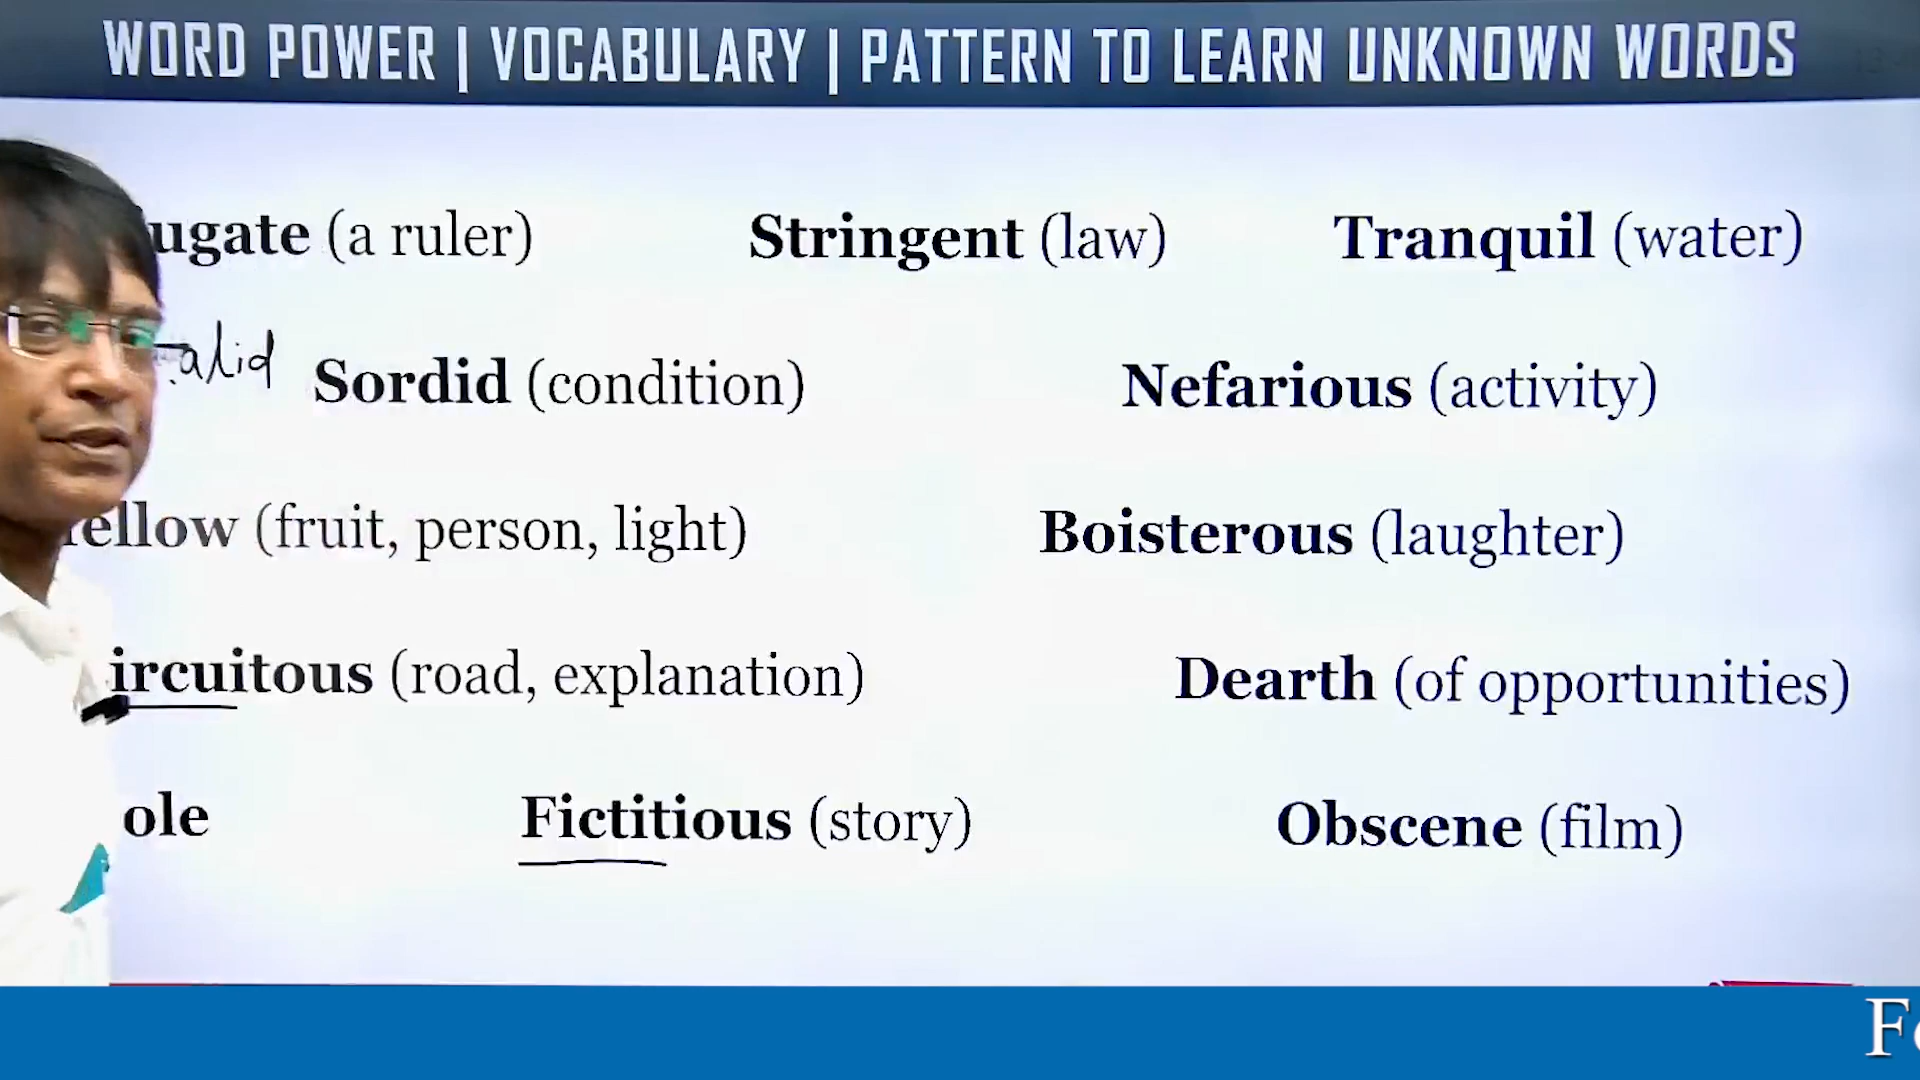 WORD POWER | VOCABULARY | PATTERN TO LEARN UNKNOWN WORDS
ugate (a ruler) Stringent (law) Tranquil (water)
alid Sordid (condition) Nefarious (activity)
ellow (fruit, person, light) Boisterous (laughter)
ircuitous (road, explanation) Dearth (of opportunities)
ole Fictitious (story) Obscene (film)
F